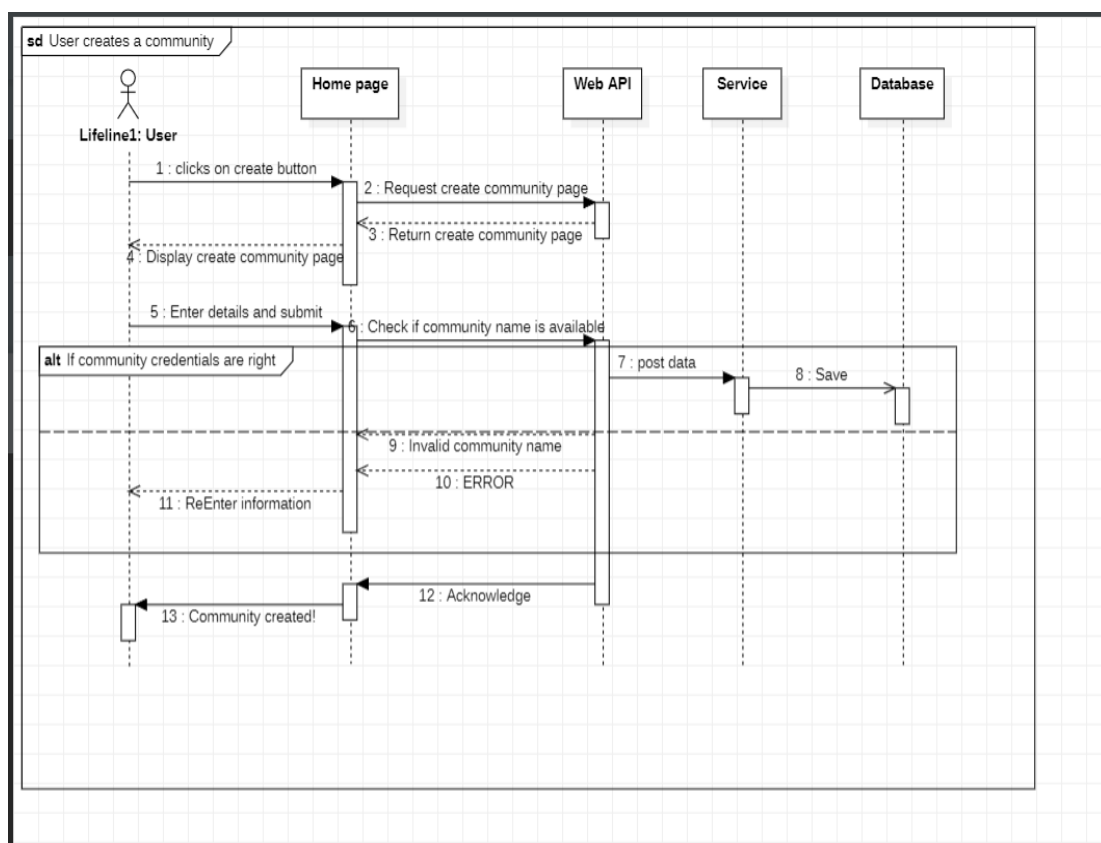 sd User creates a community
Home page
Web API
Service
Database
Lifeline1: User
1 : clicks on create button
2 : Request create community page
3 : Return create community page
4 : Display create community page
5 : Enter details and submit
6 : Check if community name is available
alt If community credentials are right
7 : post data
8 : Save
9 : Invalid community name
10 : ERROR
11 : ReEnter information
12 : Acknowledge
13 : Community created!